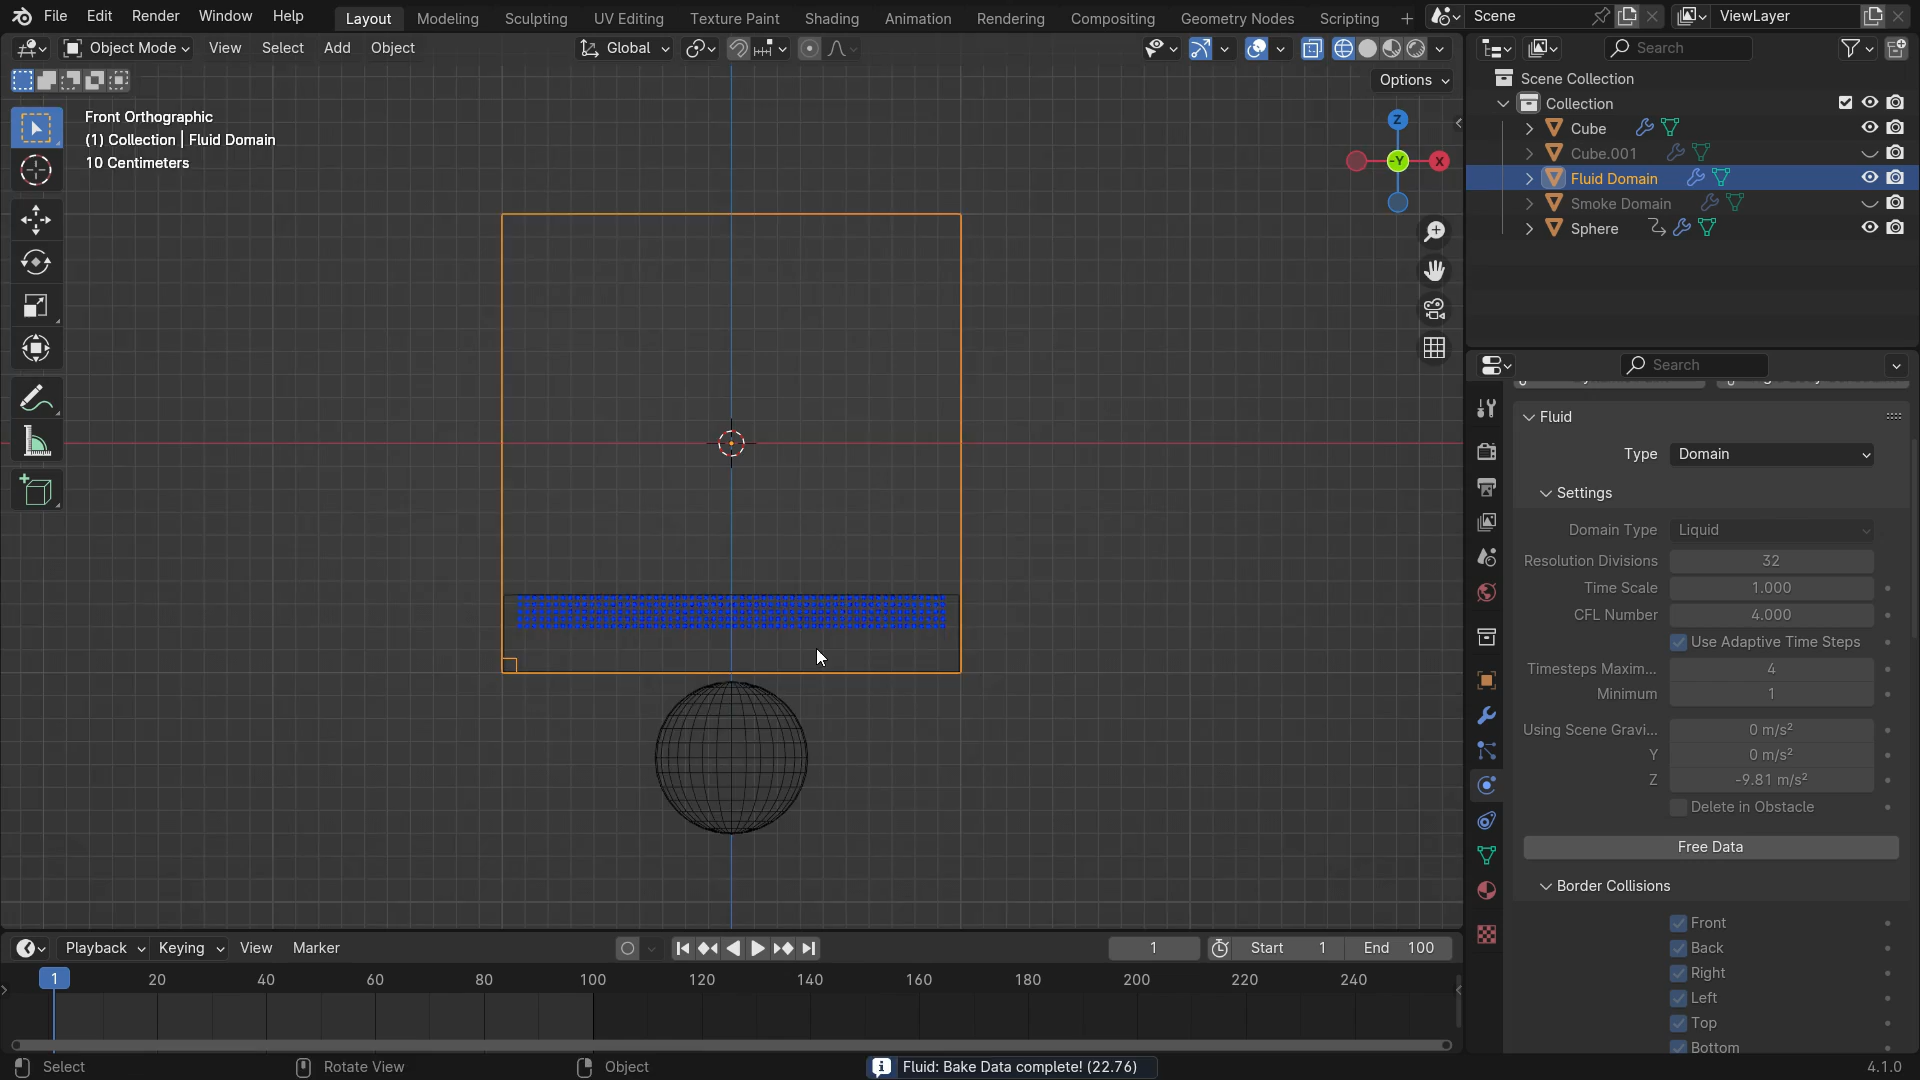 File Edit Render Window Help Layout Modeling Sculpting UV Editing Texture Paint Shading Animation Rendering Compositing Geometry Nodes Scripting Scene ViewLayer
Object Mode View Select Add Object Global Search
Options
Front Orthographic
(1) Collection | Fluid Domain
10 Centimeters
Z
-Y
X
Scene Collection
Collection
Cube
Cube.001
Fluid Domain
Smoke Domain
Sphere
Search
Fluid
Type Domain
Settings
Domain Type Liquid
Resolution Divisions 32
Time Scale 1.000
CFL Number 4.000
Use Adaptive Time Steps
Timesteps Maxim... 4
Minimum 1
Using Scene Gravi... 0 m/s²
Y 0 m/s²
Z -9.81 m/s²
Delete in Obstacle
Free Data
Border Collisions
Front
Back
Right
Left
Top
Bottom
Playback Keying View Marker 1 Start 1 End 100
1 20 40 60 80 100 120 140 160 180 200 220 240
Select Rotate View Object Fluid: Bake Data complete! (22.76) 4.1.0